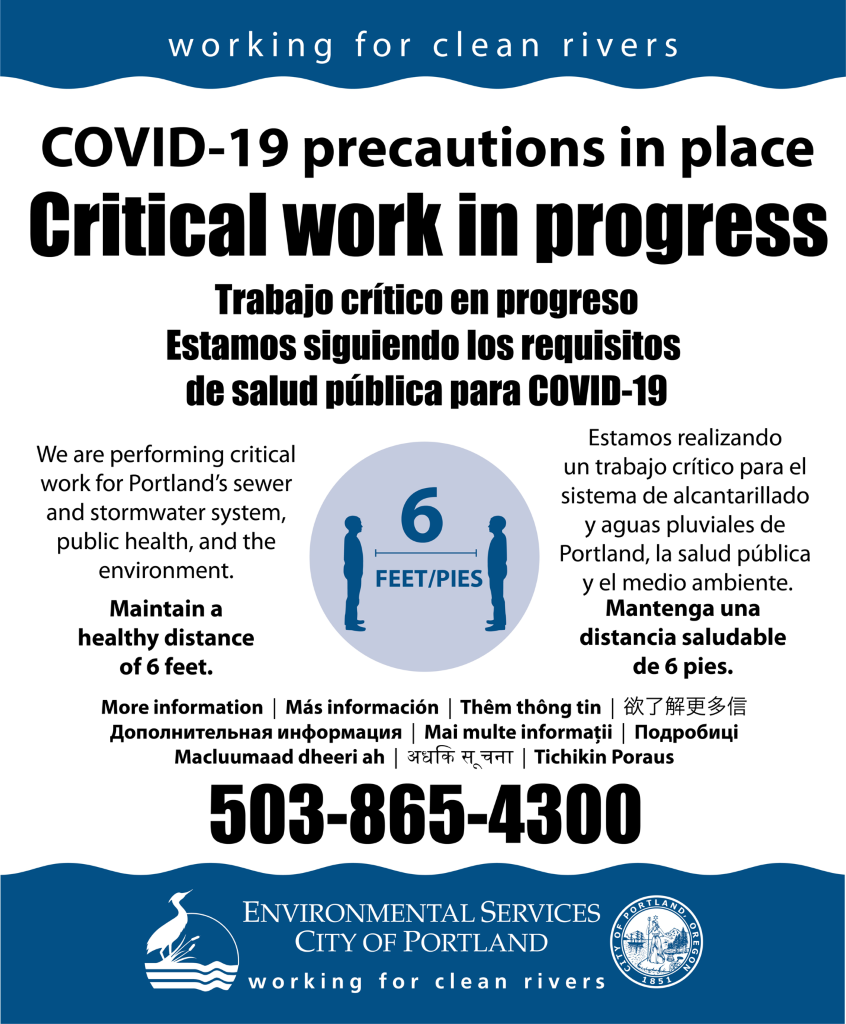 working for clean rivers
COVID-19 precautions in place
Critical work in progress
Trabajo crítico en progreso
Estamos siguiendo los requisitos
de salud pública para COVID-19
We are performing critical
work for Portland's sewer
and stormwater system,
public health, and the
environment.
Maintain a
healthy distance
of 6 feet.
6
FEET/PIES
Estamos realizando
un trabajo crítico para el
sistema de alcantarillado
y aguas pluviales de
Portland, la salud pública
y el medio ambiente.
Mantenga una
distancia saludable
de 6 pies.
More information | Más información | Thêm thông tin | 欲了解更多信
Дополнительная информация | Mai multe informații | Подробиці
Macluumaad dheeri ah | अधकि सूचना | Tichikin Poraus
503-865-4300
ENVIRONMENTAL SERVICES
CITY OF PORTLAND
working for clean rivers
CITY OF PORTLAND, OREGON
1851